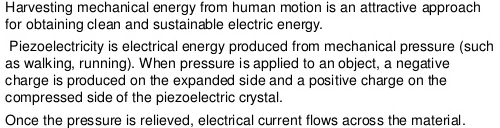 Harvesting mechanical energy from human motion is an attractive approach
for obtaining clean and sustainable electric energy.
Piezoelectricity is electrical energy produced from mechanical pressure (such
as walking, running). When pressure is applied to an object, a negative
charge is produced on the expanded side and a positive charge on the
compressed side of the piezoelectric crystal.
Once the pressure is relieved, electrical current flows across the material.